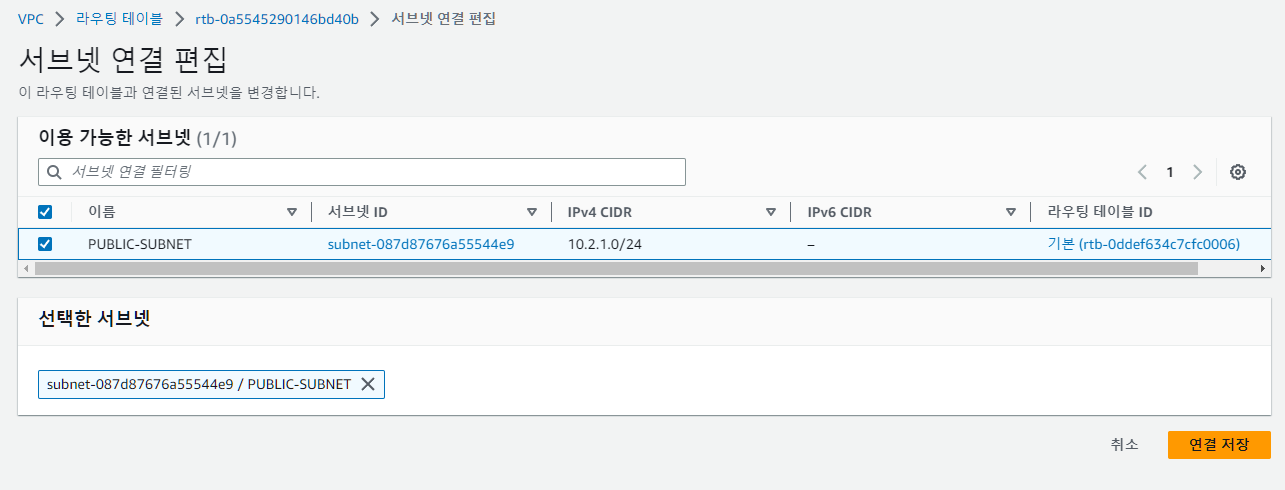 VPC > 라우팅 테이블 > rtb-0a5545290146bd40b > 서브넷 연결 편집
서브넷 연결 편집
이 라우팅 테이블과 연결된 서브넷을 변경합니다.
이용 가능한 서브넷 (1/1)
서브넷 연결 필터링
1
이름 서브넷 ID IPv4 CIDR IPv6 CIDR 라우팅 테이블 ID
PUBLIC-SUBNET subnet-087d87676a55544e9 10.2.1.0/24 – 기본 (rtb-0ddef634c7cfc0006)
선택한 서브넷
subnet-087d87676a55544e9 / PUBLIC-SUBNET
취소 연결 저장